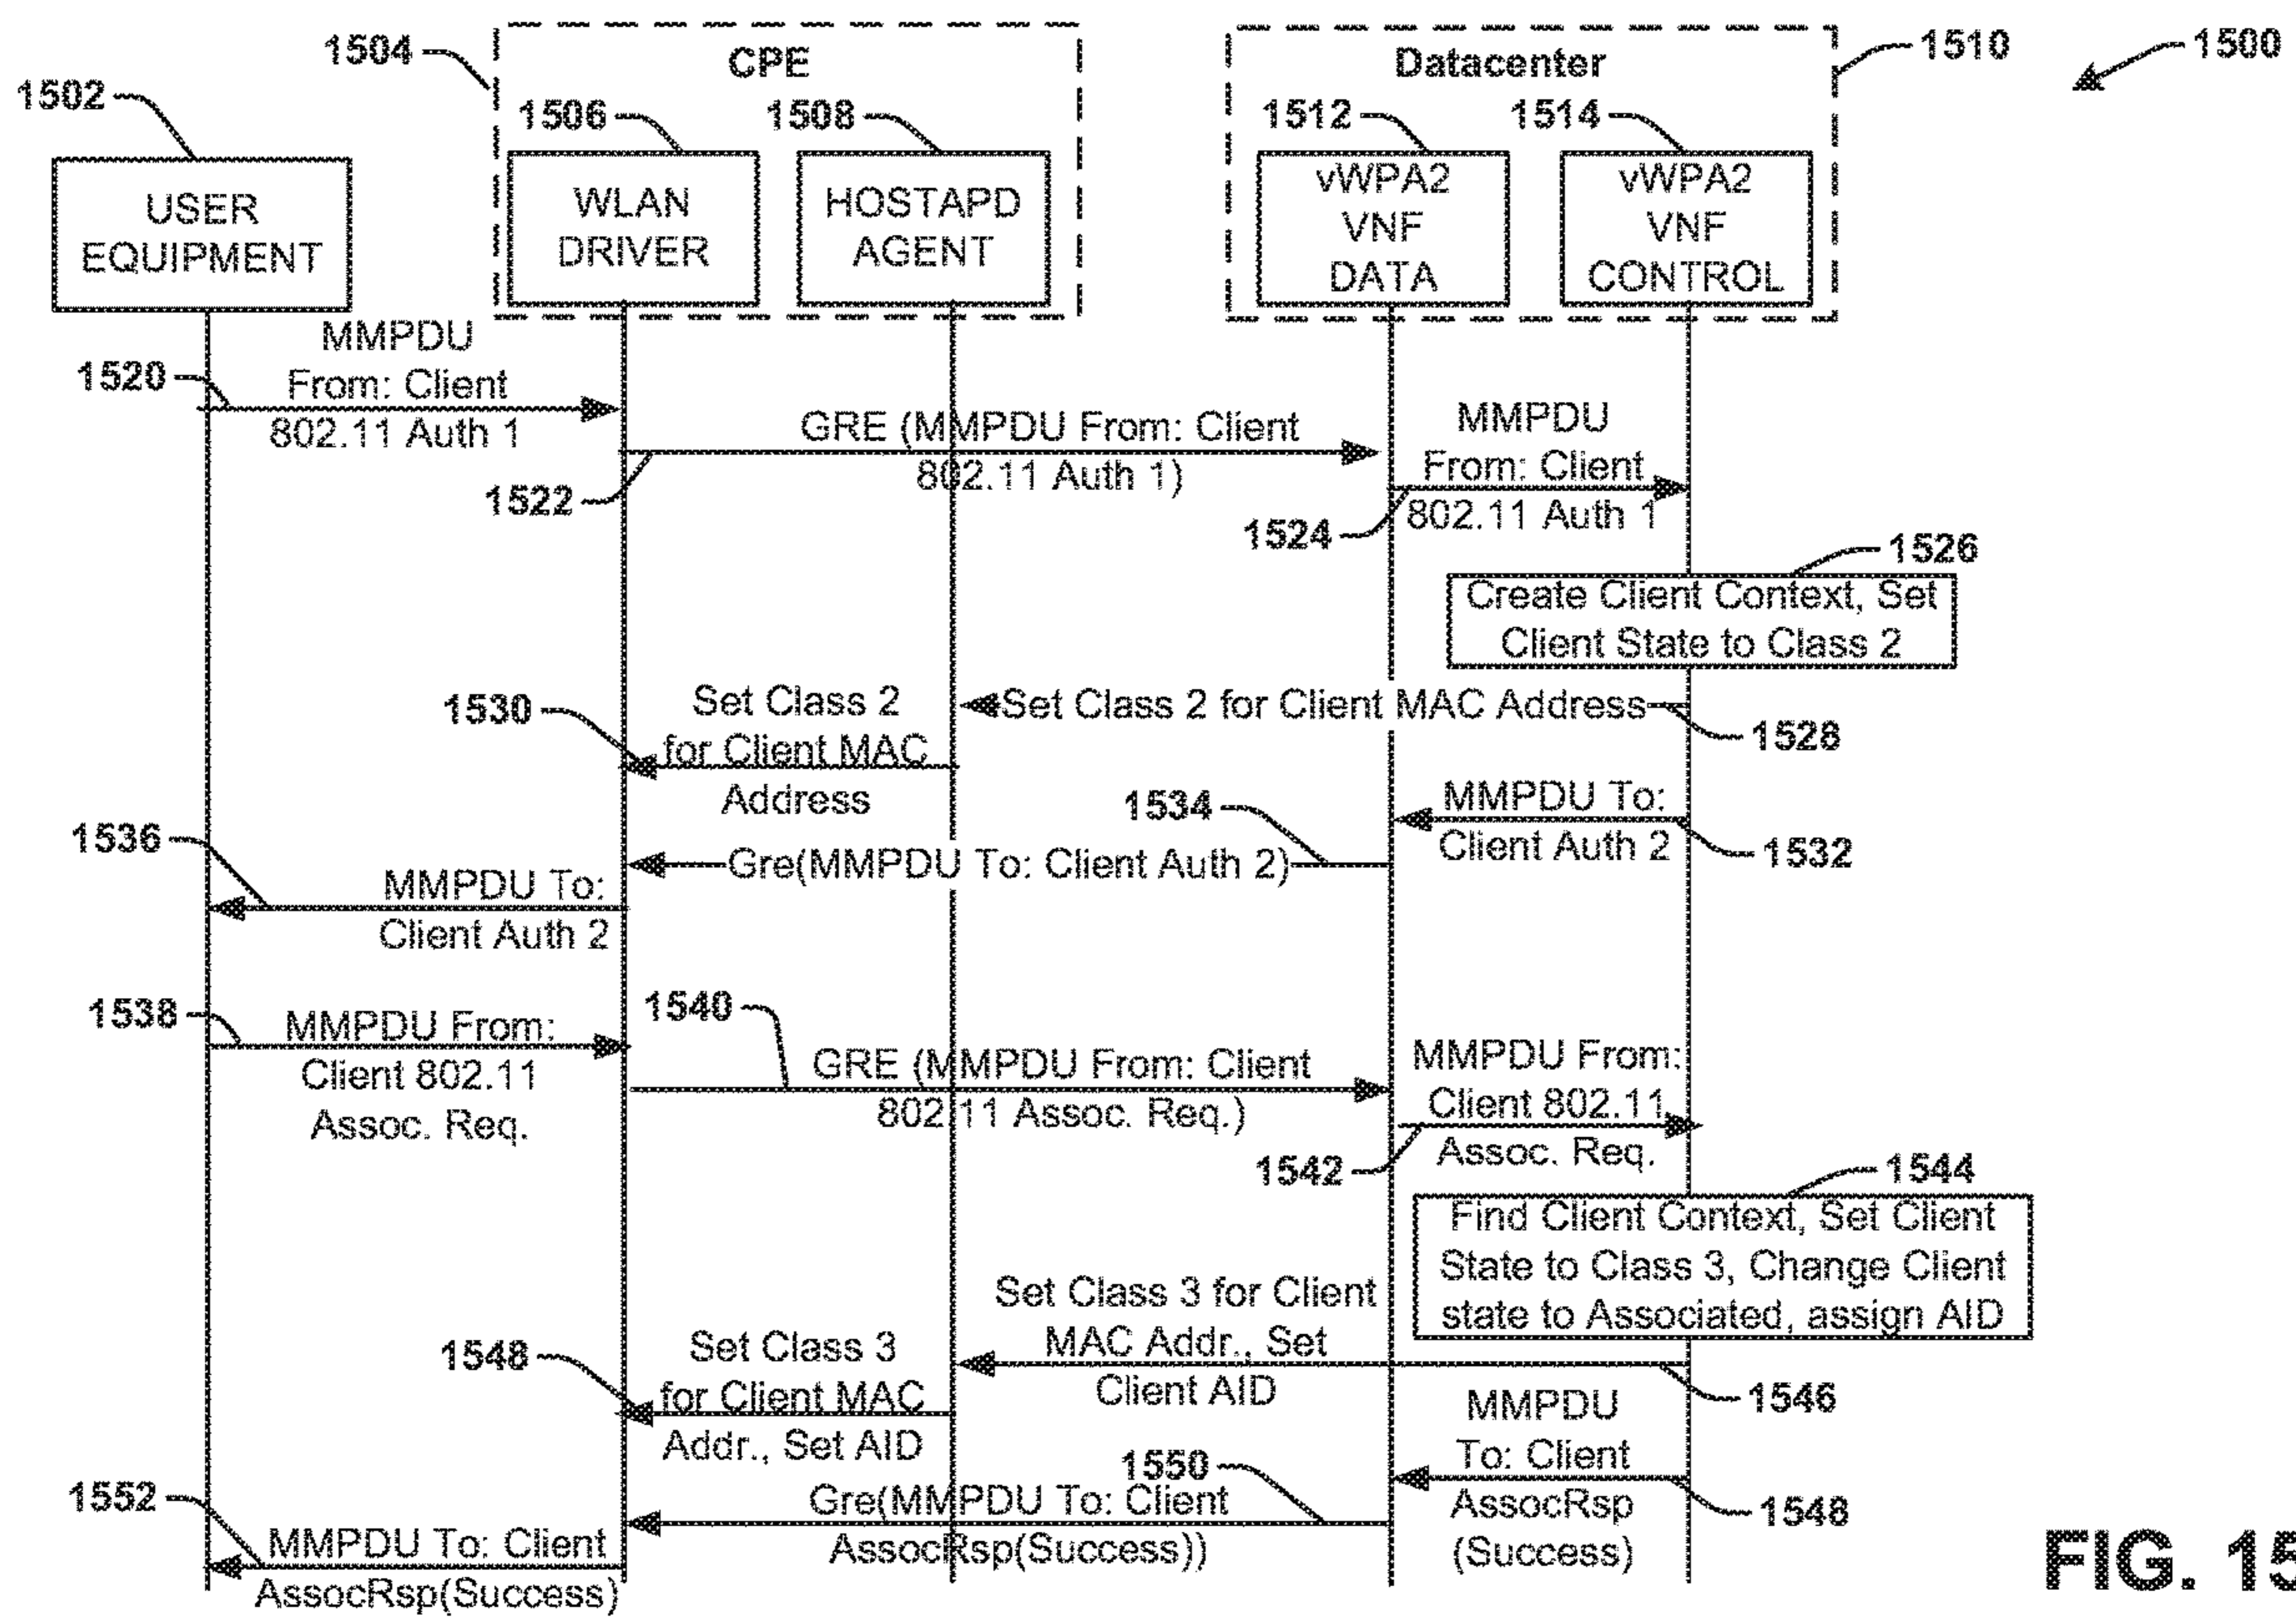 1504
CPE
Datacenter
1510
1500
1502
1506
1508
1512
1514
USER
EQUIPMENT
WLAN
DRIVER
HOSTAPD
AGENT
vWPA2
VNF
DATA
vWPA2
VNF
CONTROL
1520
MMPDU
From: Client
802.11 Auth 1
1522
GRE (MMPDU From: Client
802.11 Auth 1)
1524
MMPDU
From: Client
802.11 Auth 1
1526
Create Client Context, Set
Client State to Class 2
1530
Set Class 2
for Client MAC
Address
Set Class 2 for Client MAC Address
1528
1534
MMPDU To:
Client Auth 2
1532
1536
Gre(MMPDU To: Client Auth 2)
MMPDU To:
Client Auth 2
1538
MMPDU From:
Client 802.11
Assoc. Req.
1540
GRE (MMPDU From: Client
802.11 Assoc. Req.)
1542
MMPDU From:
Client 802.11
Assoc. Req.
1544
Find Client Context, Set Client
State to Class 3, Change Client
state to Associated, assign AID
Set Class 3 for Client
MAC Addr., Set
Client AID
1546
1548
Set Class 3
for Client MAC
Addr., Set AID
MMPDU
To: Client
AssocRsp
(Success)
1548
1550
Gre(MMPDU To: Client
AssocRsp(Success))
1552
MMPDU To: Client
AssocRsp(Success)
FIG. 15